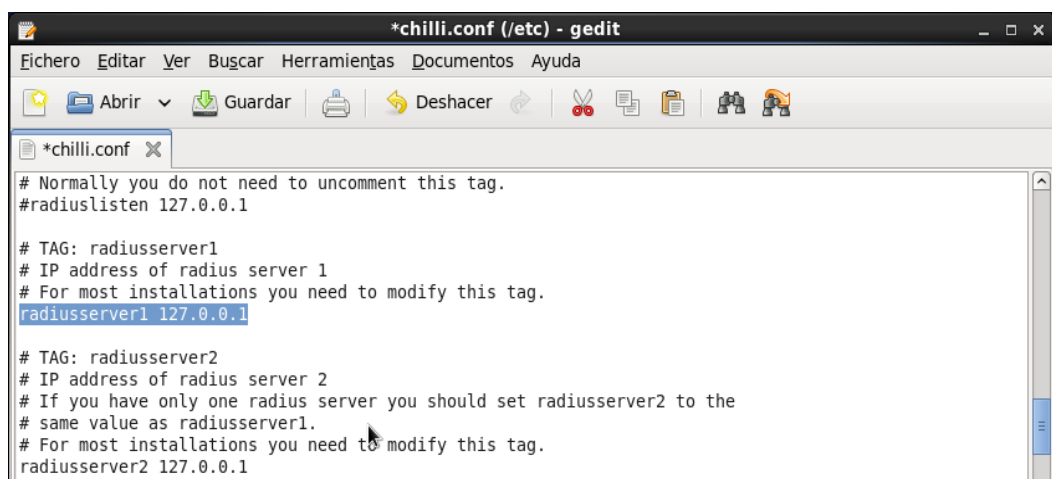 *chilli.conf (/etc) - gedit
Fichero Editar Ver Buscar Herramientas Documentos Ayuda
Abrir Guardar Deshacer
*chilli.conf
# Normally you do not need to uncomment this tag.
#radiuslisten 127.0.0.1
# TAG: radiusserver1
# IP address of radius server 1
# For most installations you need to modify this tag.
radiusserver1 127.0.0.1
# TAG: radiusserver2
# IP address of radius server 2
# If you have only one radius server you should set radiusserver2 to the
# same value as radiusserver1.
# For most installations you need to modify this tag.
radiusserver2 127.0.0.1